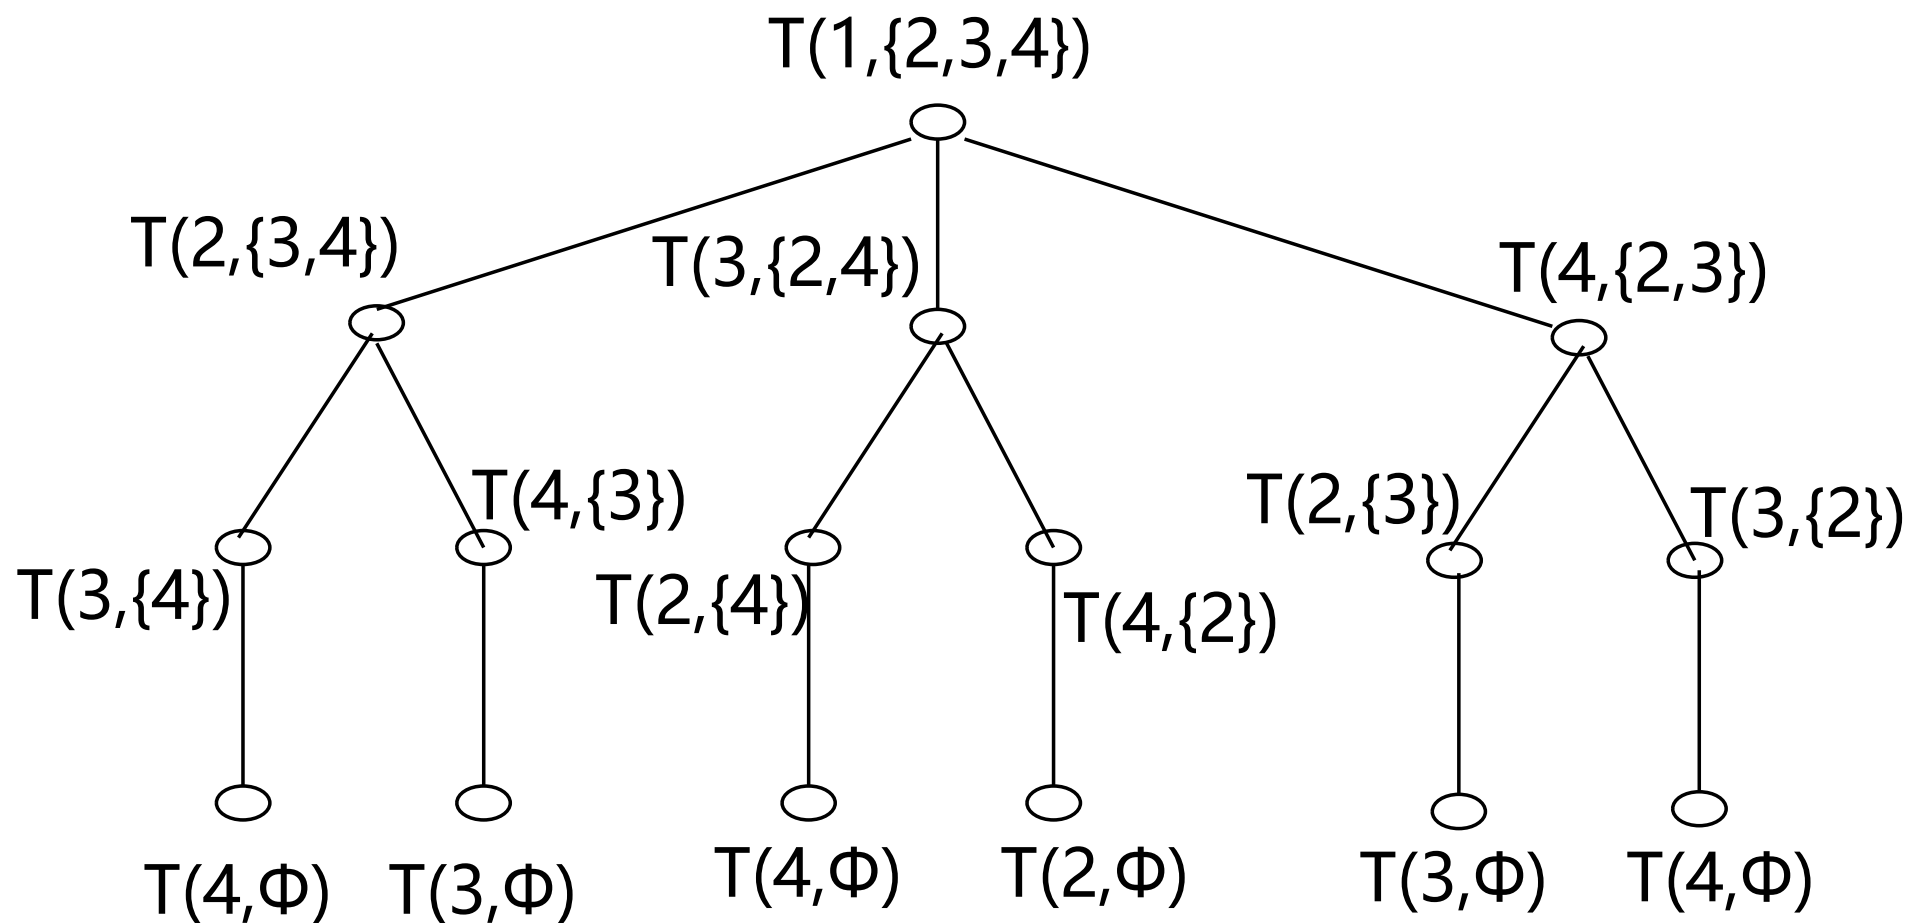 T(1,{2,3,4})
T(2,{3,4})
T(3,{2,4})
T(4,{2,3})
T(4,{3})
T(2,{3})
T(3,{2})
T(3,{4})
T(2,{4})
T(4,{2})
T(4,Φ)
T(3,Φ)
T(4,Φ)
T(2,Φ)
T(3,Φ)
T(4,Φ)